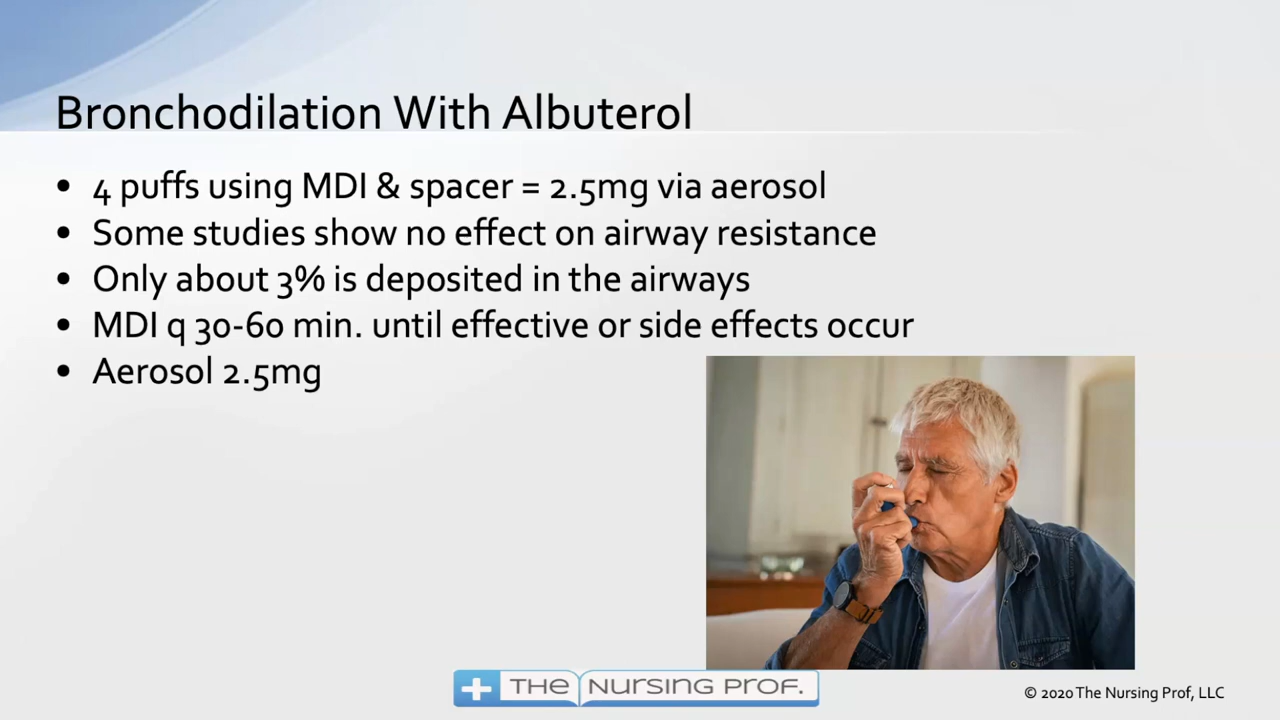 Bronchodilation With Albuterol
• 4 puffs using MDI & spacer = 2.5mg via aerosol
• Some studies show no effect on airway resistance
• Only about 3% is deposited in the airways
• MDI q 30-60 min. until effective or side effects occur
• Aerosol 2.5mg
THE NURSING PROF.
© 2020 The Nursing Prof, LLC